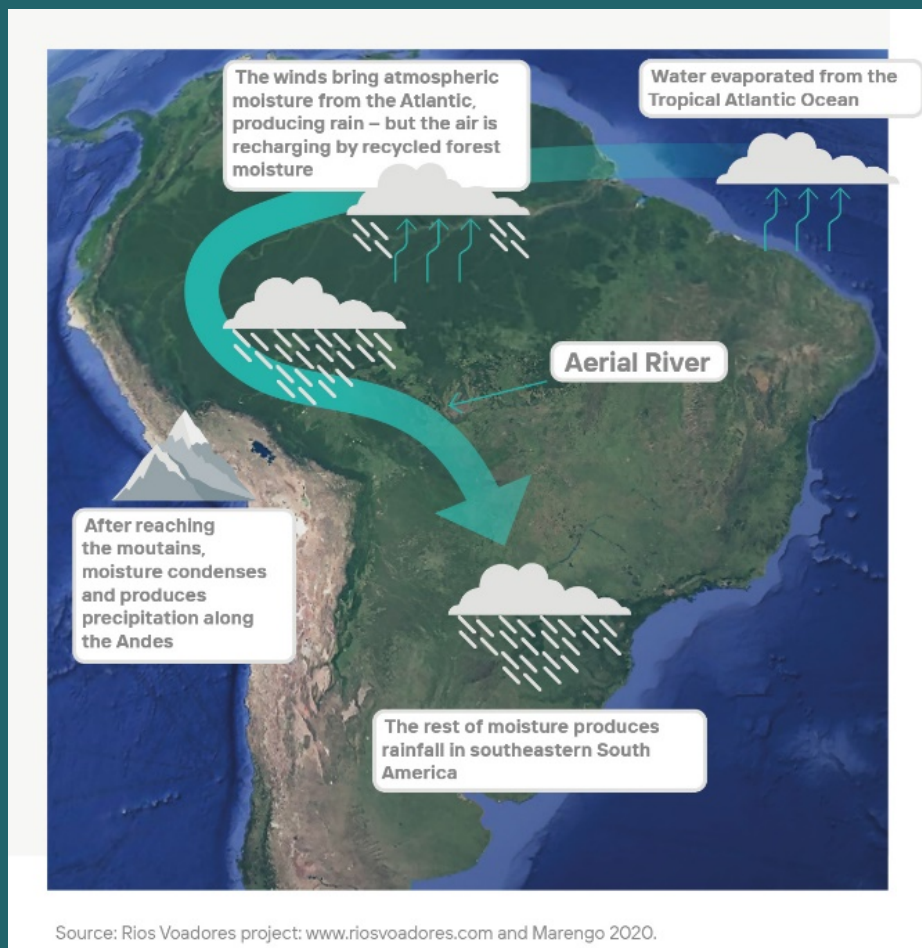 The winds bring atmospheric
moisture from the Atlantic,
producing rain – but the air is
recharging by recycled forest
moisture
Water evaporated from the
Tropical Atlantic Ocean
Aerial River
After reaching
the moutains,
moisture condenses
and produces
precipitation along
the Andes
The rest of moisture produces
rainfall in southeastern South
America
Source: Rios Voadores project: www.riosvoadores.com and Marengo 2020.